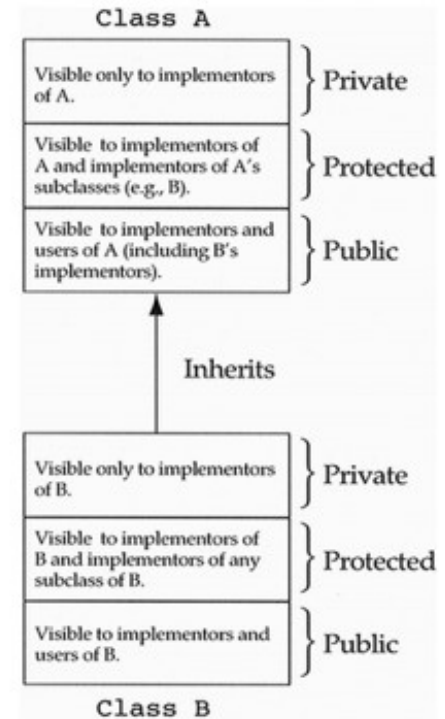 Class A
Visible only to implementors
of A.
Private
Visible to implementors of
A and implementors of A's
subclasses (e.g., B).
Protected
Visible to implementors and
users of A (including B's
implementors).
Public
Inherits
Visible only to implementors
of B.
Private
Visible to implementors of
B and implementors of any
subclass of B.
Protected
Visible to implementors and
users of B.
Public
Class B